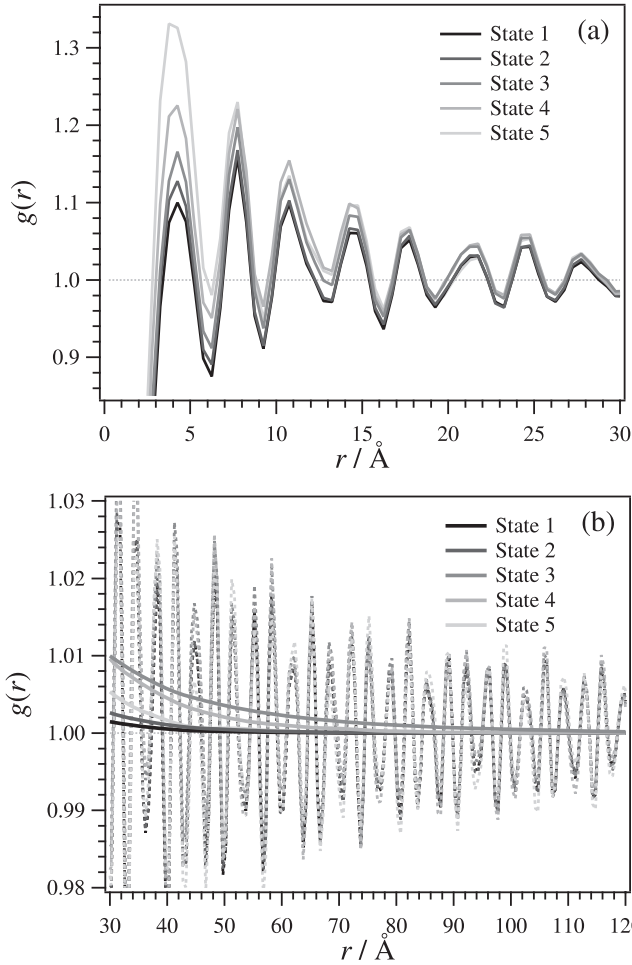 (a)
State 1
State 2
State 3
State 4
State 5
1.3
1.2
1.1
1.0
0.9
g(r)
0 5 10 15 20 25 30
r / Å
(b)
State 1
State 2
State 3
State 4
State 5
1.03
1.02
1.01
1.00
0.99
0.98
g(r)
30 40 50 60 70 80 90 100 110 120
r / Å